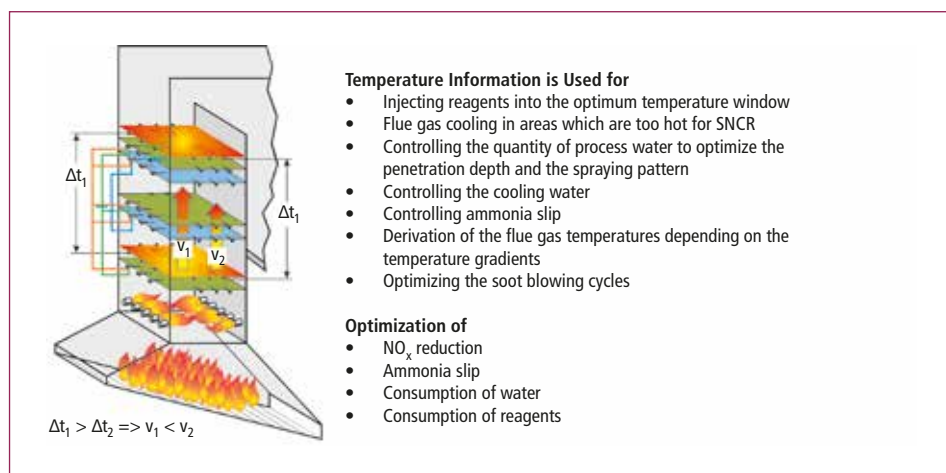 Temperature Information is Used for
• Injecting reagents into the optimum temperature window
• Flue gas cooling in areas which are too hot for SNCR
• Controlling the quantity of process water to optimize the
penetration depth and the spraying pattern
• Controlling the cooling water
• Controlling ammonia slip
• Derivation of the flue gas temperatures depending on the
temperature gradients
• Optimizing the soot blowing cycles
Optimization of
• NOₓ reduction
• Ammonia slip
• Consumption of water
• Consumption of reagents
Δt₁
Δt₁
v₁
v₂
Δt₁ > Δt₂ => v₁ < v₂